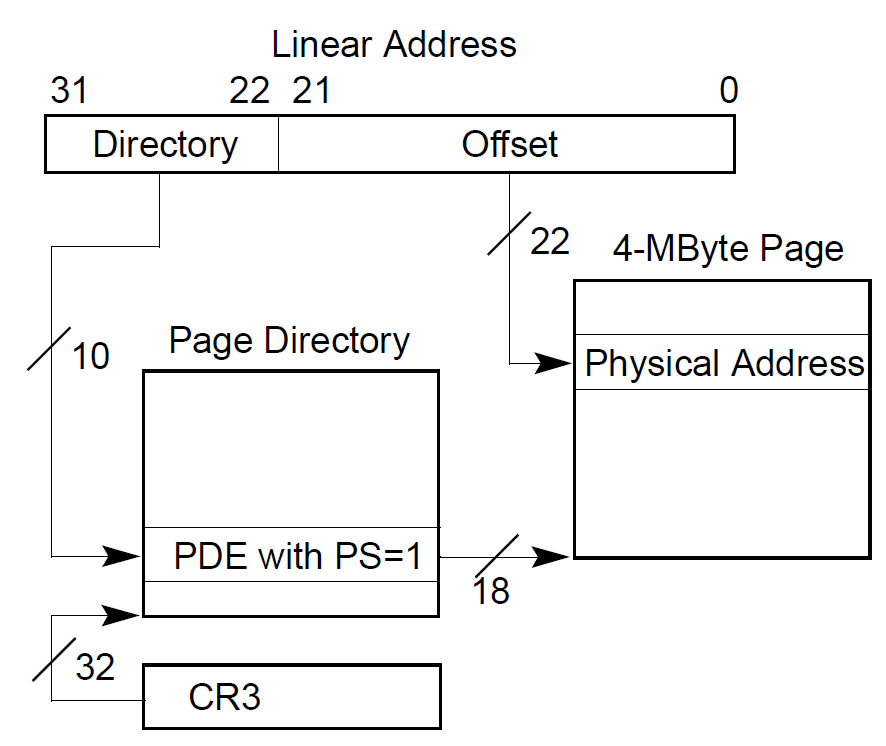 Linear Address
31 22 21 0
Directory Offset
22
4-MByte Page
Physical Address
10
Page Directory
PDE with PS=1
18
32
CR3